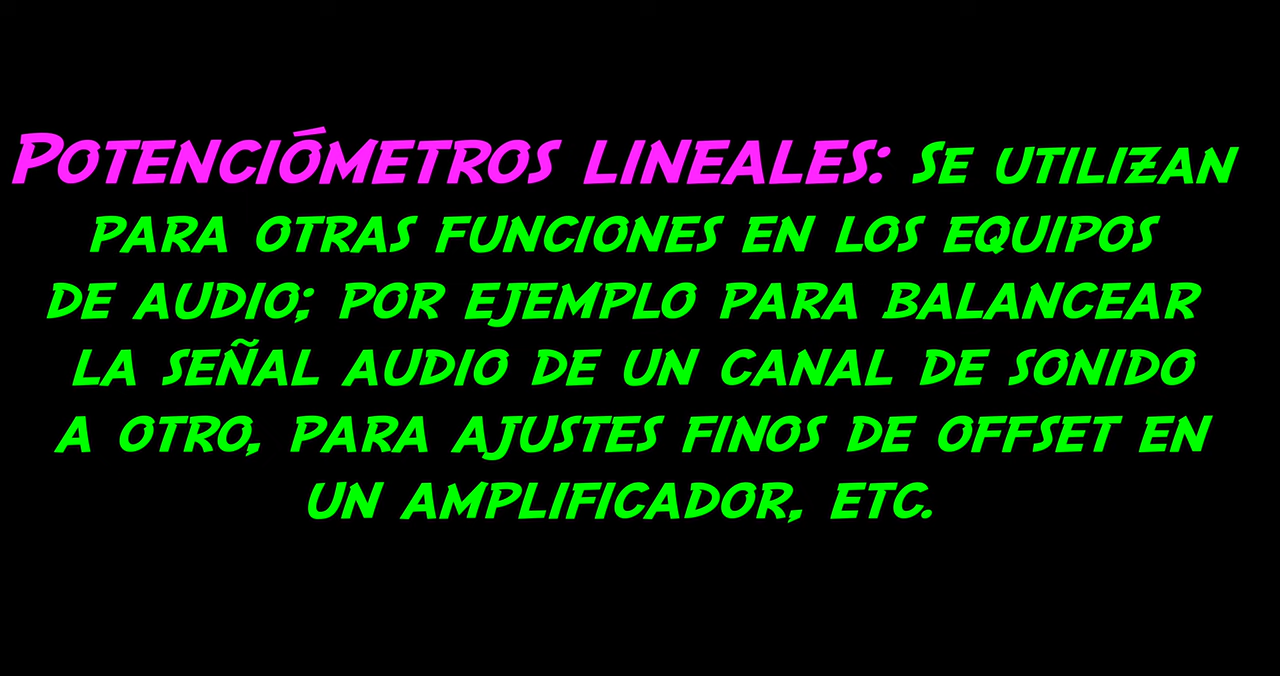 Potenciómetros lineales: Se utilizan
para otras funciones en los equipos
de audio; por ejemplo para balancear
la señal audio de un canal de sonido
a otro, para ajustes finos de offset en
un amplificador, etc.